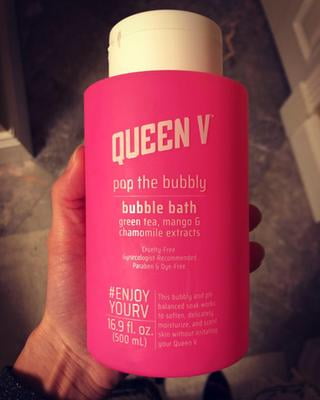 QUEEN V
pop the bubbly
bubble bath
green tea, mango &
chamomile extracts
Cruelty-Free
Gynecologist Recommended
Paraben & Dye-Free
#ENJOY
YOURV
16.9 fl. oz.
(500 mL)
This bubbly and pH
balanced soak works
to soften, delicately
moisturize, and scent
skin without irritating
your Queen V.